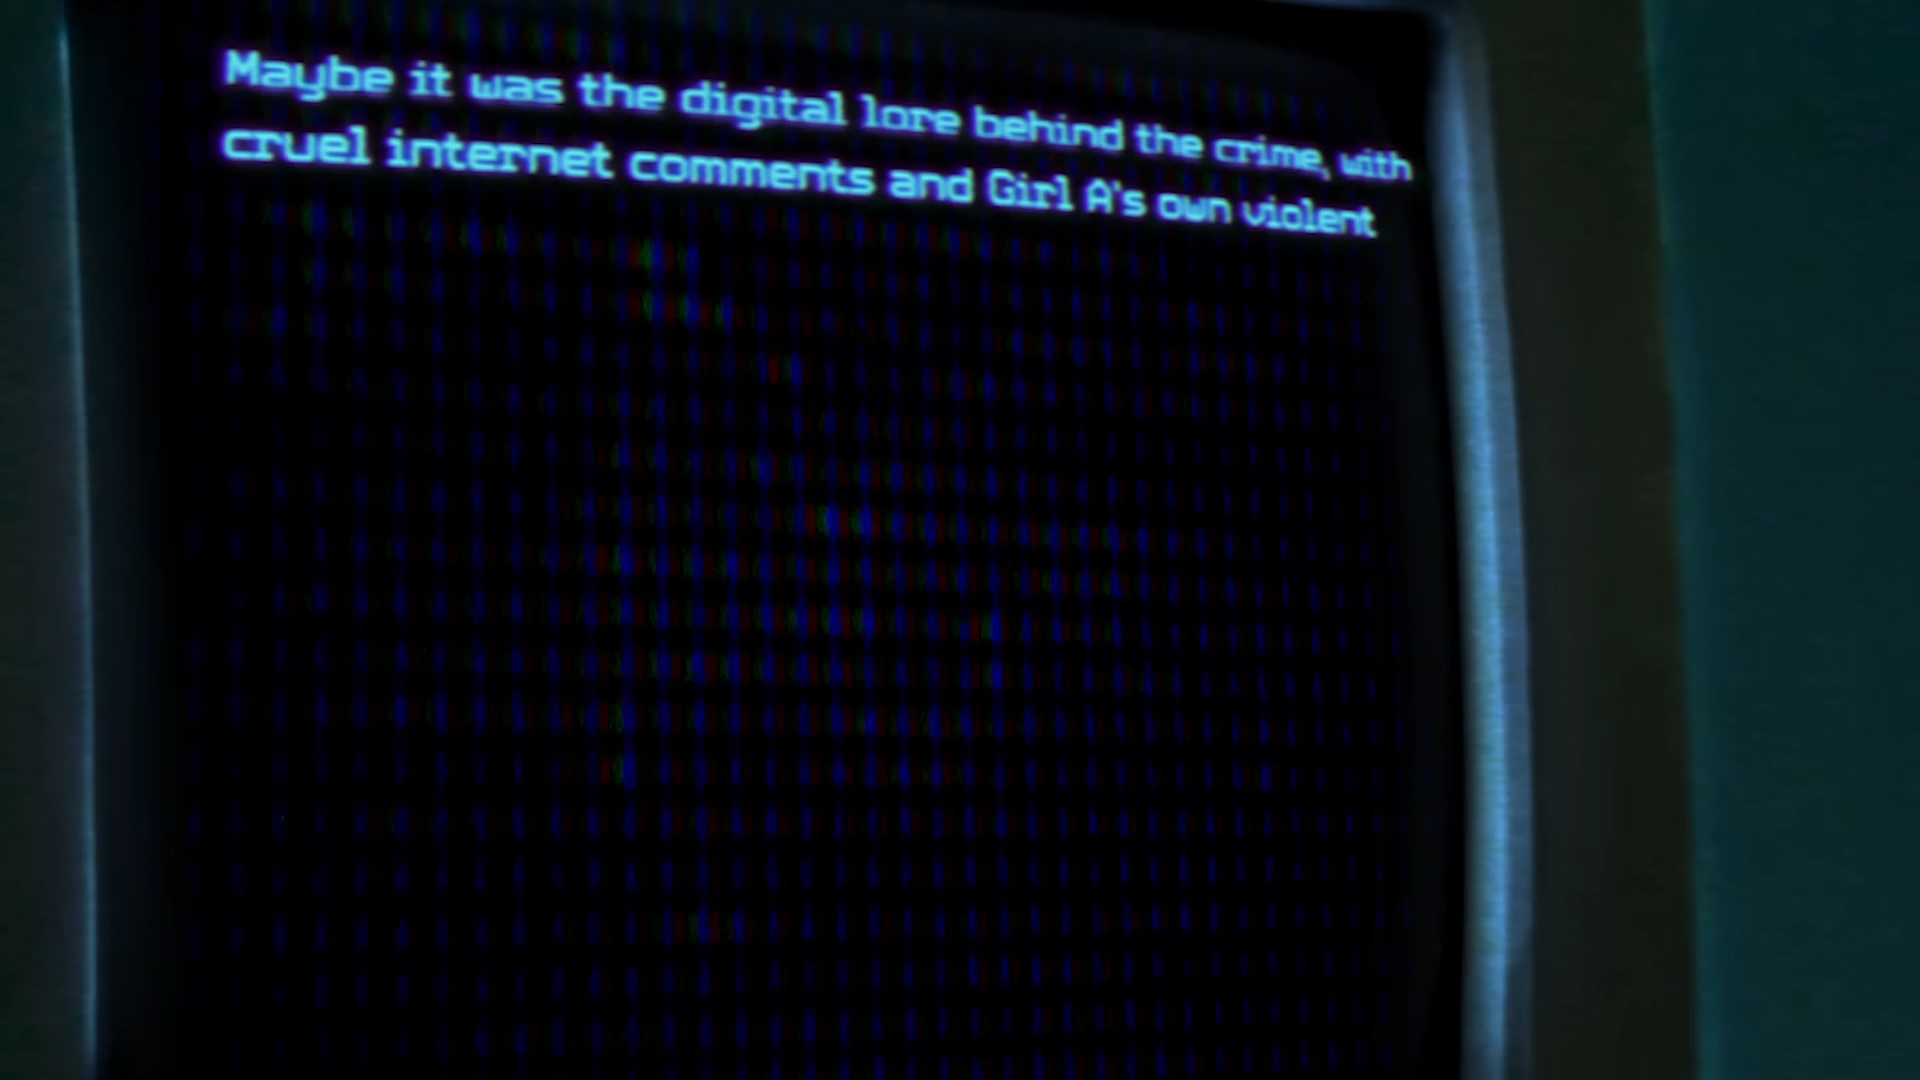 Maybe it was the digital lore behind the crime, with
cruel internet comments and Girl A's own violent